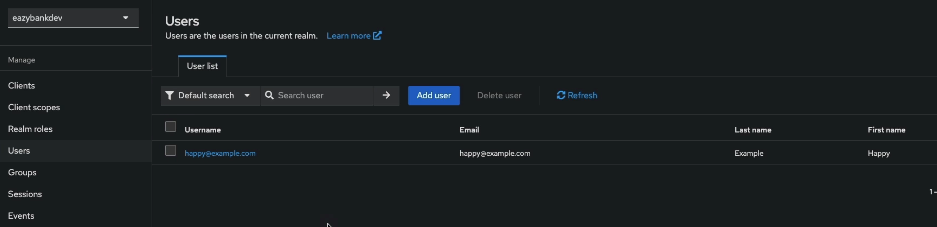 eazybankdev
Manage
Clients
Client scopes
Realm roles
Users
Groups
Sessions
Events
Users
Users are the users in the current realm. Learn more
User list
Default search Search user Add user Delete user Refresh
Username Email Last name First name
happy@example.com happy@example.com Example Happy
1-